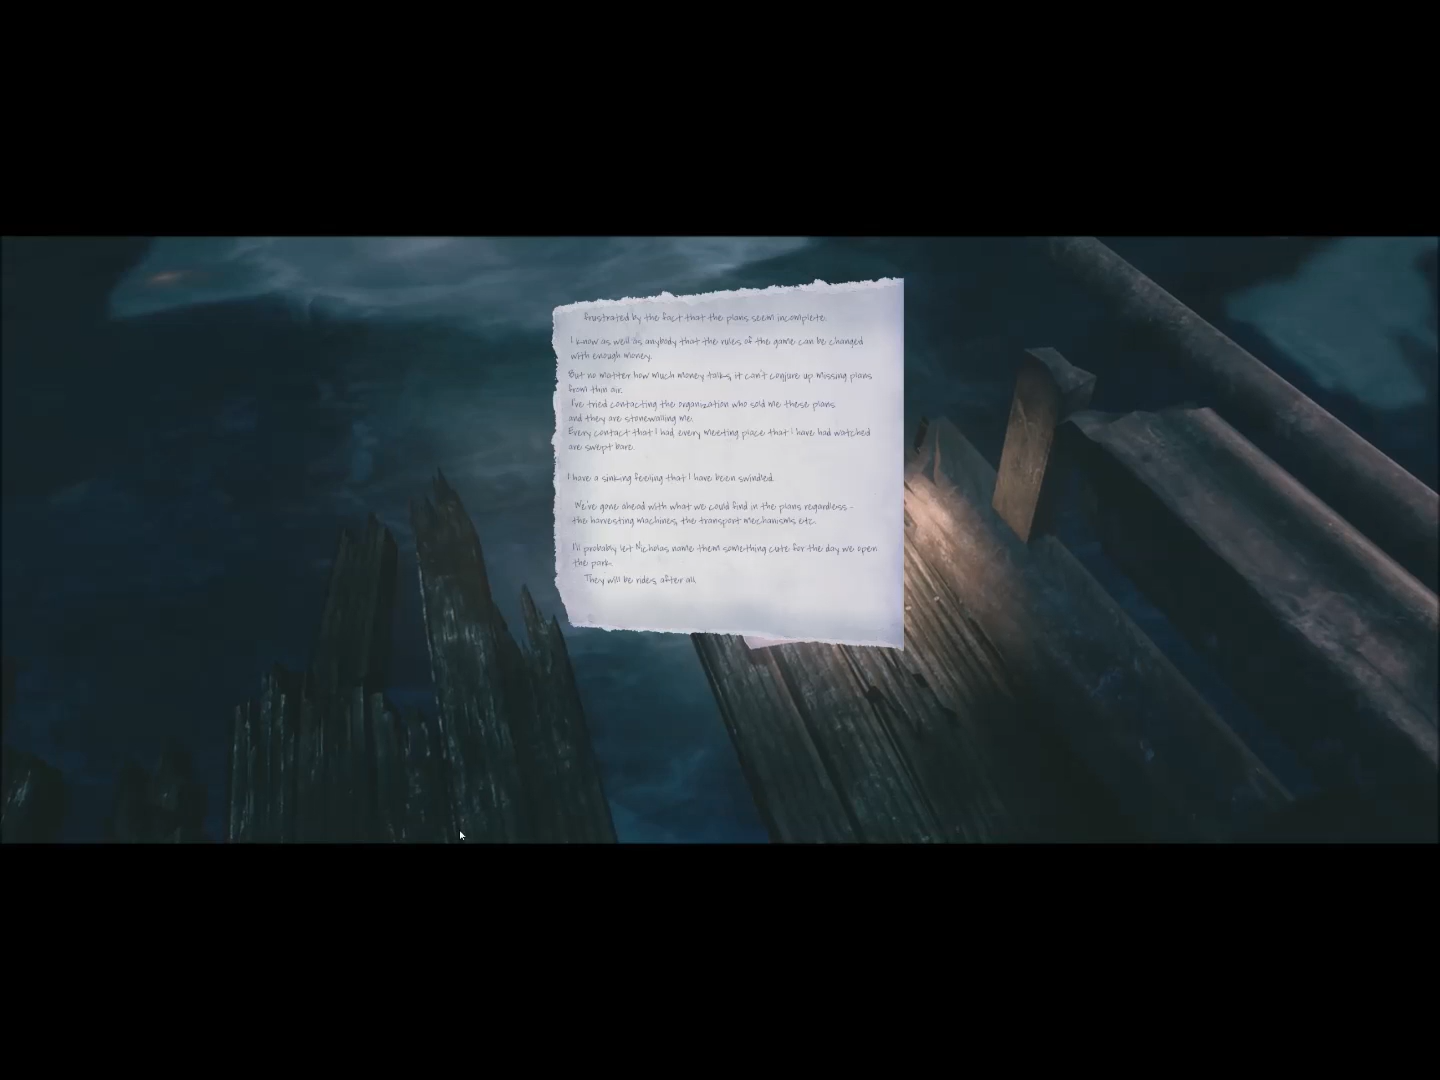 frustrated by the fact that the plans seem incomplete.
I know as well as anybody that the rules of the game can be changed
with enough money.
But no matter how much money talks, it can't conjure up missing plans
from thin air.
I've tried contacting the organization who sold me these plans
and they are stonewalling me.
Every contact that I had, every meeting place that I have had watched
are swept bare.
I have a sinking feeling that I have been swindled.
We've gone ahead with what we could find in the plans regardless -
the harvesting machines, the transport mechanisms etc.
I'll probably let Nicholas name them something cute for the day we open
the park.
They will be rides, after all.